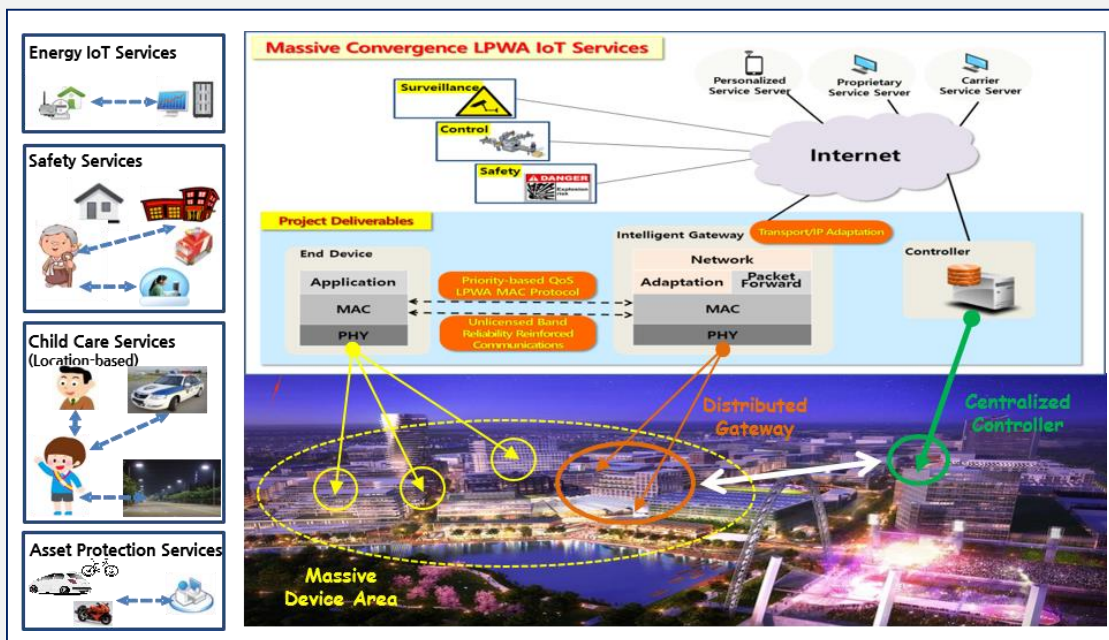 Energy IoT Services
Safety Services
Child Care Services
(Location-based)
Asset Protection Services
Massive Convergence LPWA IoT Services
Surveillance
Control
Safety
DANGER
Explosion
risk
Personalized
Service Server
Proprietary
Service Server
Carrier
Service Server
Internet
Project Deliverables
End Device
Application
MAC
PHY
Priority-based QoS
LPWA MAC Protocol
Unlicensed Band
Reliability Reinforced
Communications
Intelligent Gateway
Transport/IP Adaptation
Network
Adaptation
Packet
Forward
MAC
PHY
Controller
Distributed
Gateway
Centralized
Controller
Massive
Device Area